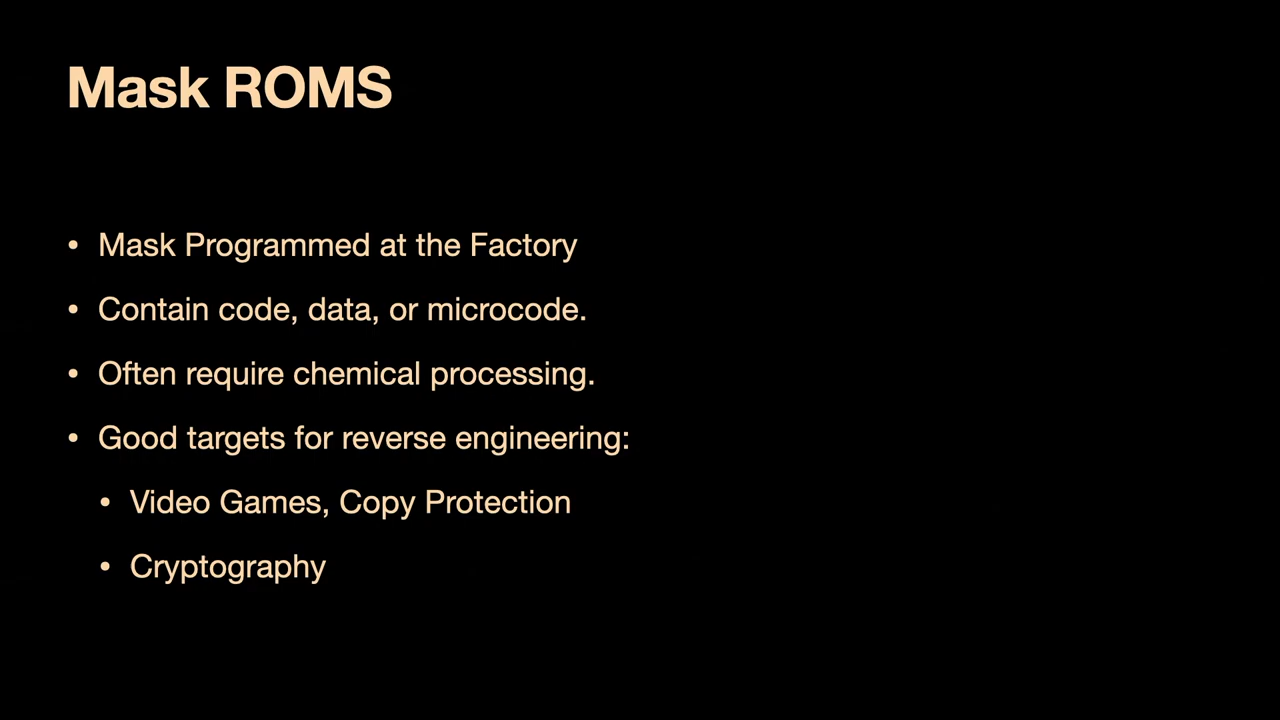 Mask ROMS
• Mask Programmed at the Factory
• Contain code, data, or microcode.
• Often require chemical processing.
• Good targets for reverse engineering:
• Video Games, Copy Protection
• Cryptography